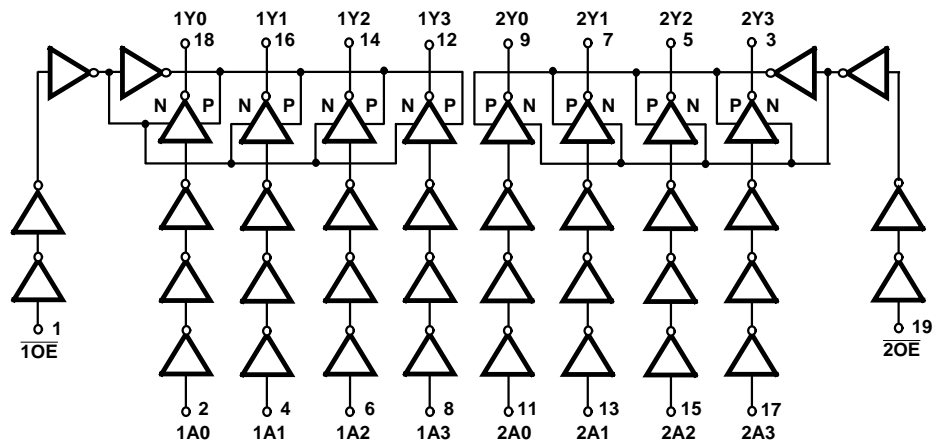 1Y0 1Y1 1Y2 1Y3 2Y0 2Y1 2Y2 2Y3
18 16 14 12 9 7 5 3
N P N P N P N P P N P N P N P N
1 19
1OE 2OE
2 4 6 8 11 13 15 17
1A0 1A1 1A2 1A3 2A0 2A1 2A2 2A3